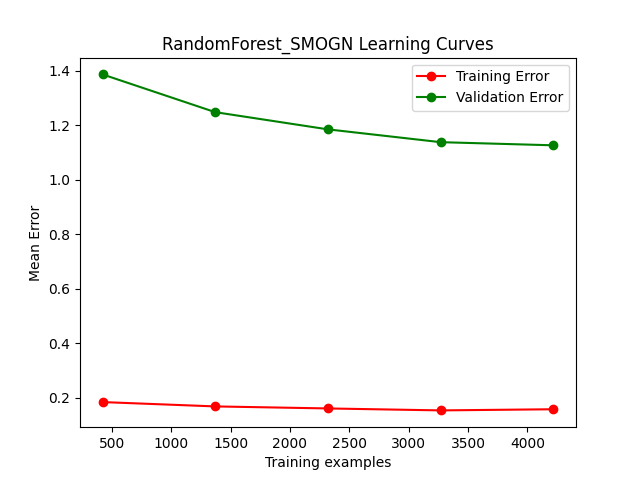 RandomForest_SMOGN Learning Curves
Training Error
Validation Error
1.4
1.2
1.0
0.8
0.6
0.4
0.2
Mean Error
500 1000 1500 2000 2500 3000 3500 4000
Training examples